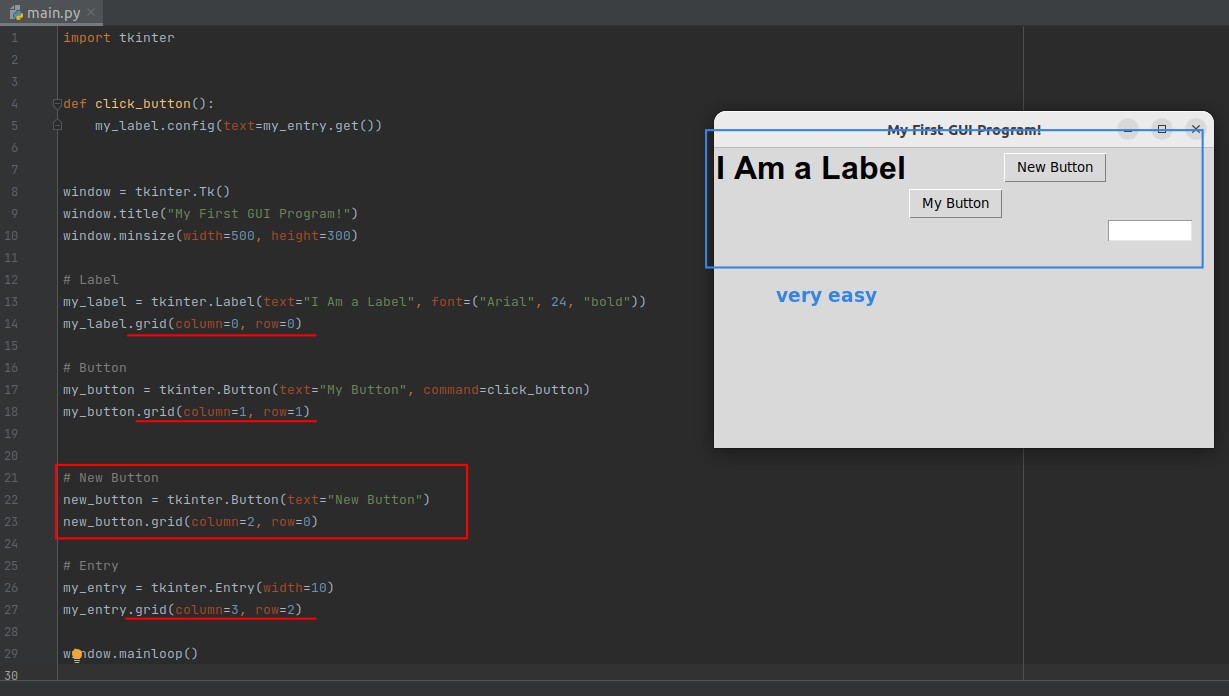 main.py
1 import tkinter
2
3
4 def click_button():
5     my_label.config(text=my_entry.get())
6
7
8 window = tkinter.Tk()
9 window.title("My First GUI Program!")
10 window.minsize(width=500, height=300)
11
12 # Label
13 my_label = tkinter.Label(text="I Am a Label", font=("Arial", 24, "bold"))
14 my_label.grid(column=0, row=0)
15
16 # Button
17 my_button = tkinter.Button(text="My Button", command=click_button)
18 my_button.grid(column=1, row=1)
19
20
21 # New Button
22 new_button = tkinter.Button(text="New Button")
23 new_button.grid(column=2, row=0)
24
25 # Entry
26 my_entry = tkinter.Entry(width=10)
27 my_entry.grid(column=3, row=2)
28
29 window.mainloop()
30
My First GUI Program!
I Am a Label
New Button
My Button
very easy